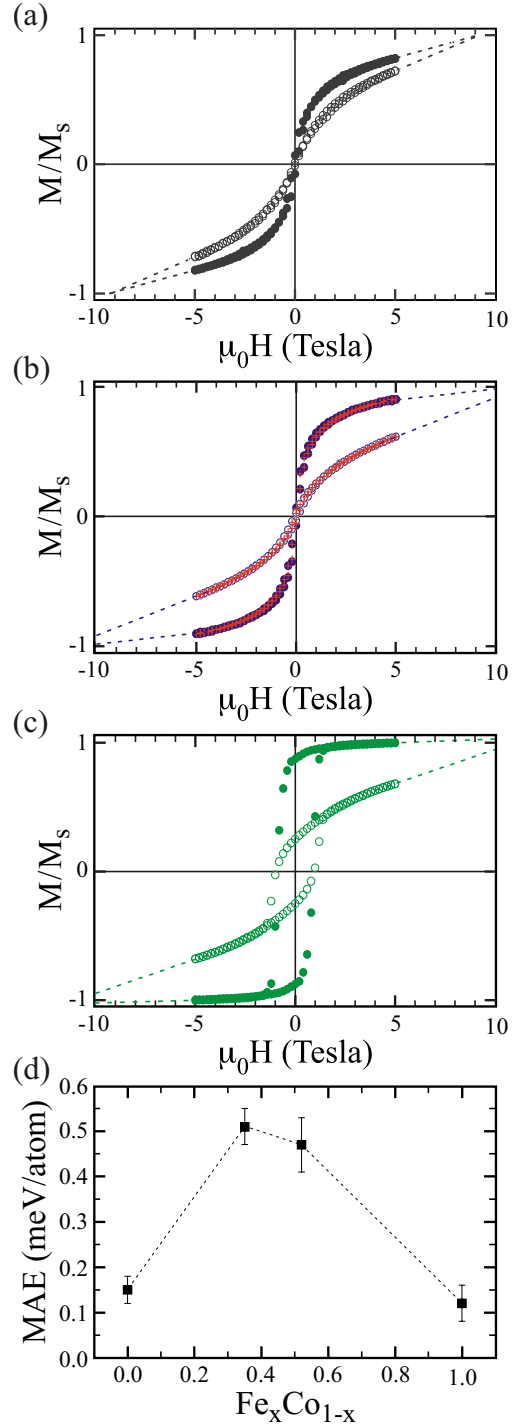 (a)
M/Mₛ
1
0
-1
-10 -5 0 5 10
μ₀H (Tesla)
(b)
M/Mₛ
1
0
-1
-10 -5 0 5 10
μ₀H (Tesla)
(c)
M/Mₛ
1
0
-1
-10 -5 0 5 10
μ₀H (Tesla)
(d)
MAE (meV/atom)
0.6
0.5
0.4
0.3
0.2
0.1
0.0
0.0 0.2 0.4 0.6 0.8 1.0
FeₓCo₁₋ₓ